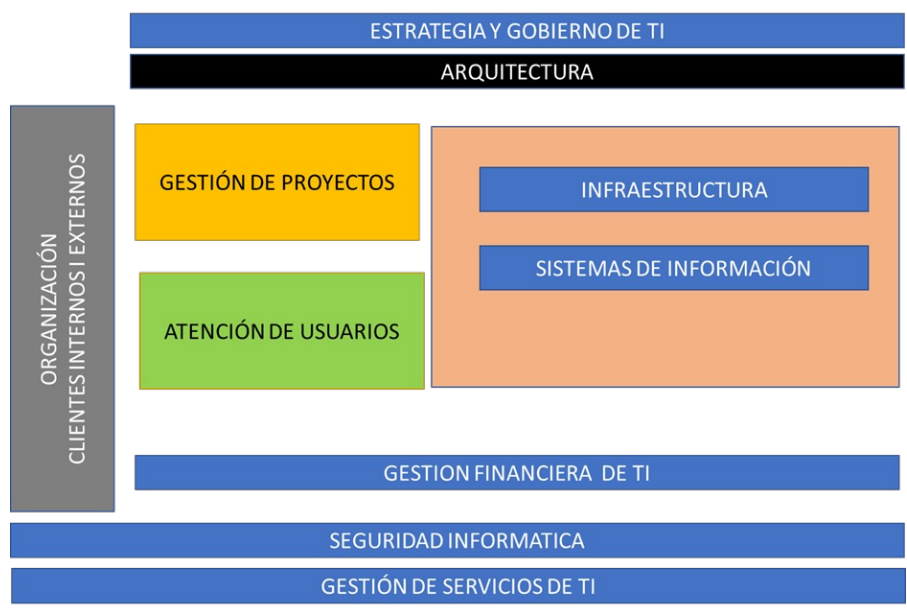 ESTRATEGIA Y GOBIERNO DE TI
ARQUITECTURA
ORGANIZACIÓN
CLIENTES INTERNOS I EXTERNOS
GESTIÓN DE PROYECTOS
INFRAESTRUCTURA
SISTEMAS DE INFORMACIÓN
ATENCIÓN DE USUARIOS
GESTION FINANCIERA DE TI
SEGURIDAD INFORMATICA
GESTIÓN DE SERVICIOS DE TI